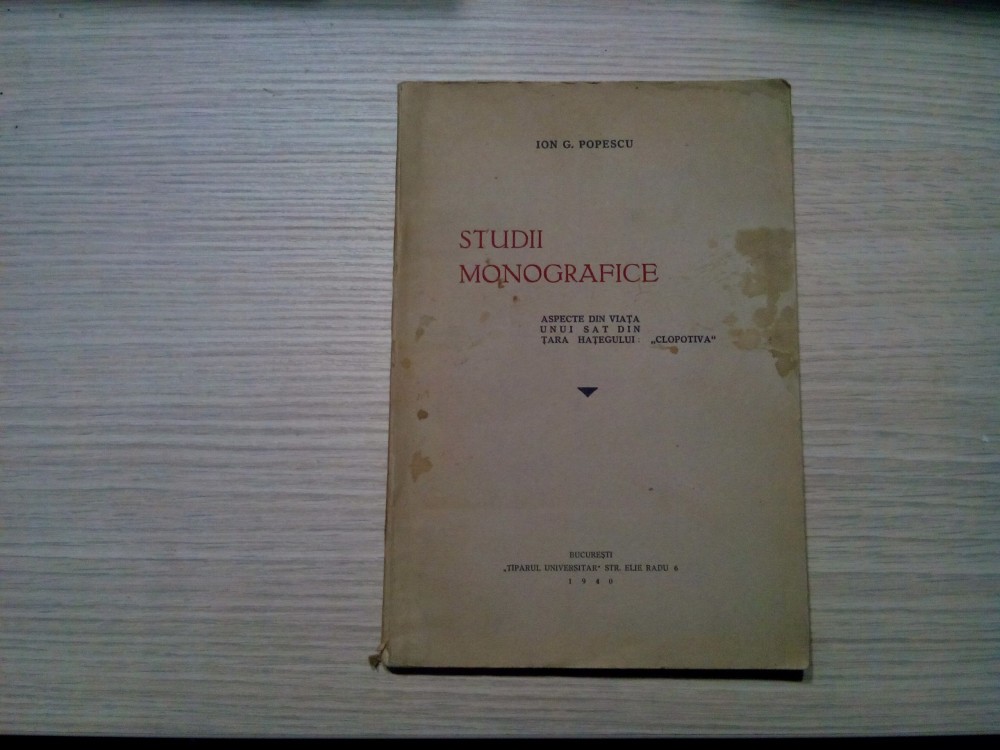 ION G. POPESCU
STUDII
MONOGRAFICE
ASPECTE DIN VIAȚA
UNUI SAT DIN
ȚARA HAȚEGULUI: „CLOPOTIVA"
BUCUREȘTI
„TIPARUL UNIVERSITAR" STR. ELIE RADU 6
1940